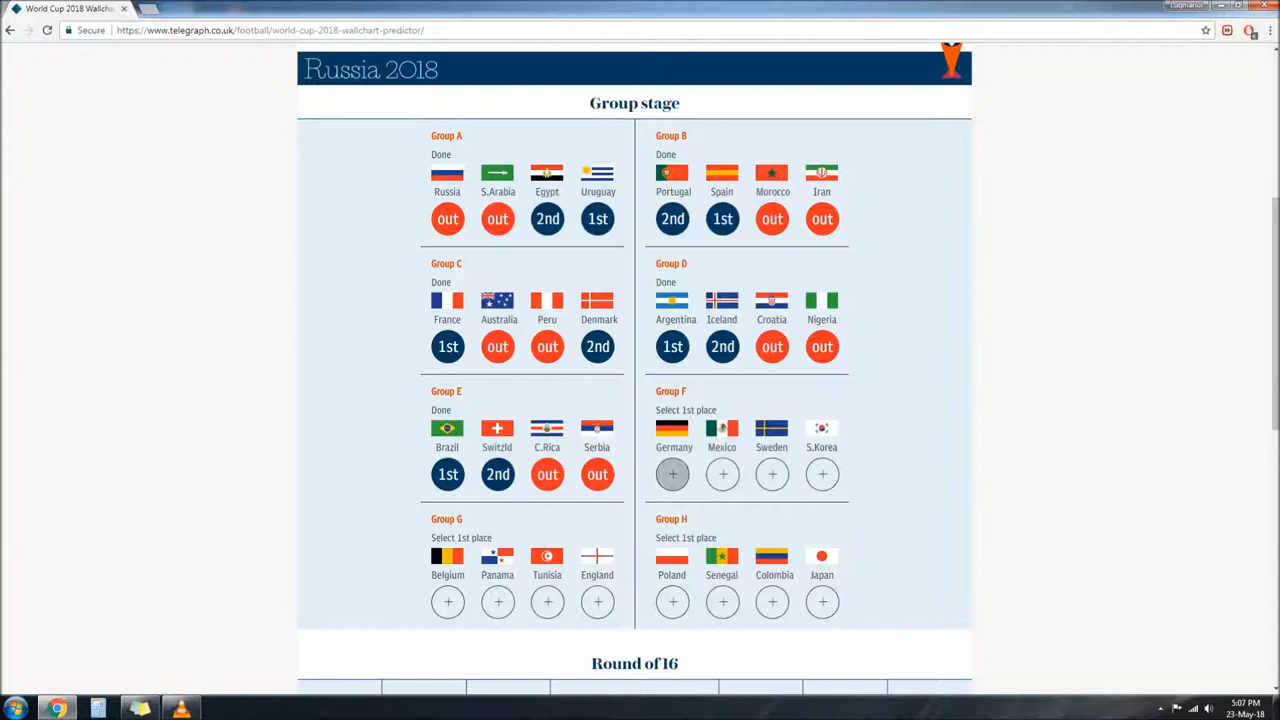 World Cup 2018 Wallchar
Luqmanul
Secure
https://www.telegraph.co.uk/football/world-cup-2018-wallchart-predictor/
Russia 2018
Group stage
Group A
Done
Russia S.Arabia Egypt Uruguay
out out 2nd 1st
Group B
Done
Portugal Spain Morocco Iran
2nd 1st out out
Group C
Done
France Australia Peru Denmark
1st out out 2nd
Group D
Done
Argentina Iceland Croatia Nigeria
1st 2nd out out
Group E
Done
Brazil Switzld C.Rica Serbia
1st 2nd out out
Group F
Select 1st place
Germany Mexico Sweden S.Korea
+ + + +
Group G
Select 1st place
Belgium Panama Tunisia England
+ + + +
Group H
Select 1st place
Poland Senegal Colombia Japan
+ + + +
Round of 16
5:07 PM
23-May-18